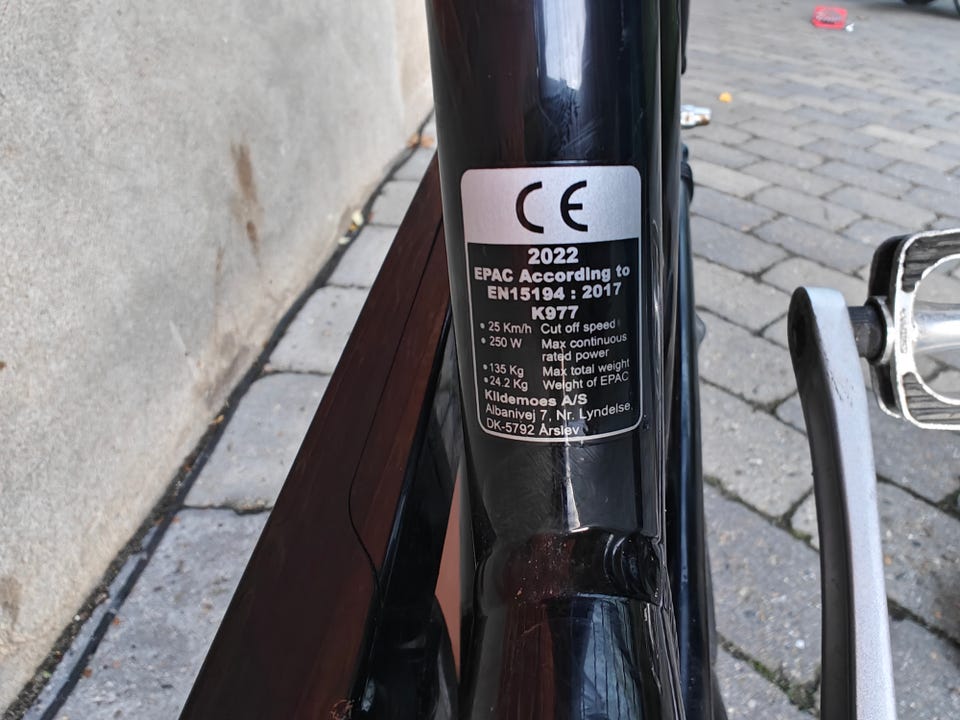 CE
2022
EPAC According to
EN15194 : 2017
K977
• 25 Km/h Cut off speed
• 250 W Max continuous
rated power
• 135 Kg Max total weight
• 24.2 Kg Weight of EPAC
Kildemoes A/S
Albanivej 7, Nr. Lyndelse
DK-5792 Årslev